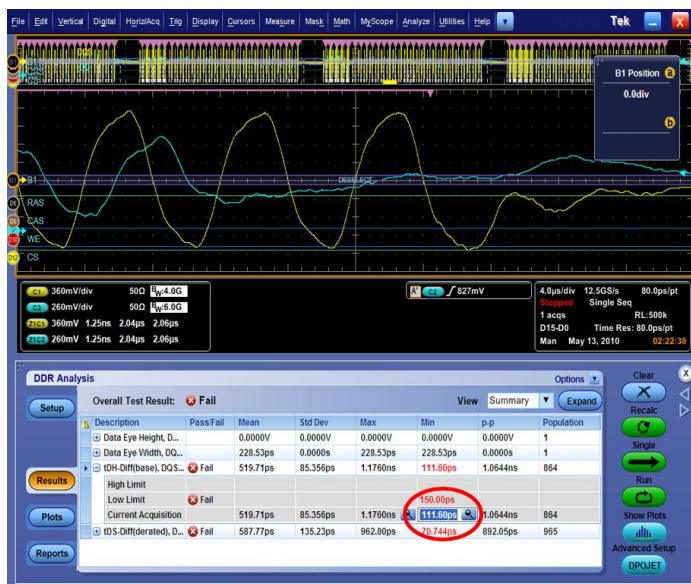 File Edit Vertical Digital Horiz/Acq Trig Display Cursors Measure Mask Math MyScope Analyze Utilities Help Tek X
DQS
B1 Position a
0.0div
b
B1
DESELECT
RAS
CAS
WE
CS
C1 360mV/div 50Ω BW:4.0G
C2 260mV/div 50Ω BW:6.0G
Z1C1 360mV 1.25ns 2.04µs 2.06µs
Z1C2 260mV 1.25ns 2.04µs 2.06µs
A' C2 827mV
4.0µs/div 12.5GS/s 80.0ps/pt
Stopped Single Seq
1 acqs RL:500k
D15-D0 Time Res: 80.0ps/pt
Man May 13, 2010 02:22:38
DDR Analysis Options
Setup
Results
Plots
Reports
Overall Test Result: Fail View Summary Expand
Description Pass/Fail Mean Std Dev Max Min p-p Population
Data Eye Height, D... 0.0000V 0.0000V 0.0000V 0.0000V 0.0000V 1
Data Eye Width, DQ... 228.53ps 0.0000s 228.53ps 228.53ps 0.0000s 1
tDH-Diff(base), DQS... Fail 519.71ps 85.356ps 1.1760ns 111.60ps 1.0644ns 864
High Limit
Low Limit Fail 150.00ps
Current Acquisition 519.71ps 85.356ps 1.1760ns 111.60ps 1.0644ns 864
tDS-Diff(derated), D... Fail 587.77ps 135.23ps 962.80ps 70.744ps 892.05ps 965
Clear
X
Recalc
Single
Run
Show Plots
Advanced Setup
DPOJET